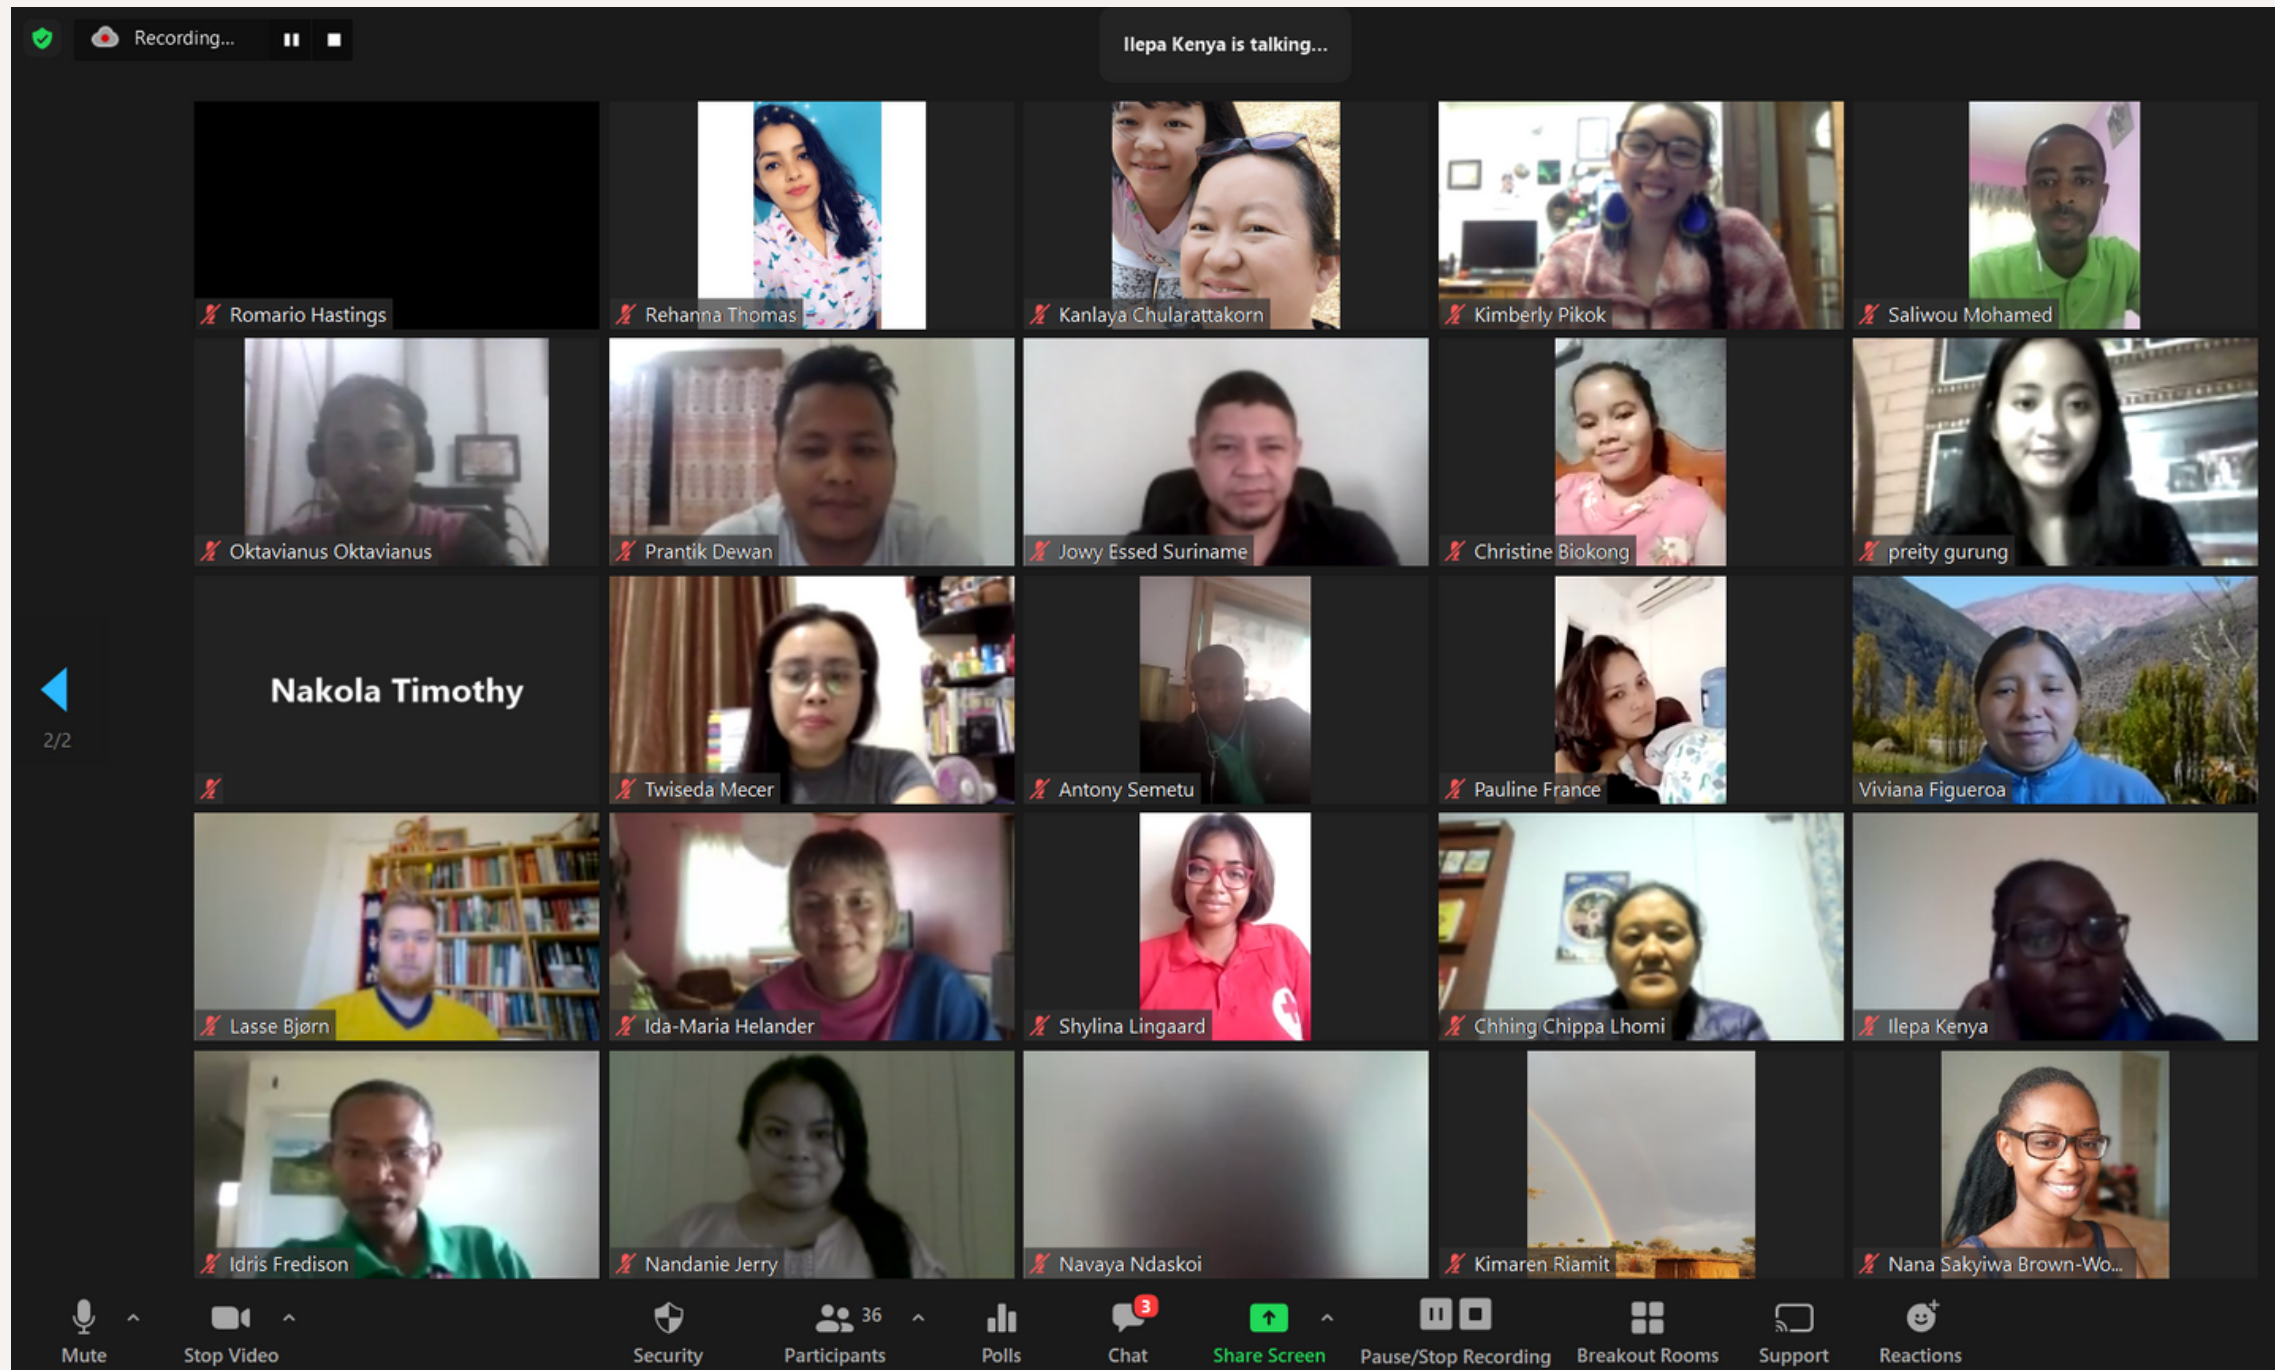 Recording...
Ilepa Kenya is talking...
Romario Hastings
Rehanna Thomas
Kanlaya Chularattakorn
Kimberly Pikok
Saliwou Mohamed
Oktavianus Oktavianus
Prantik Dewan
Jowy Essed Suriname
Christine Biokong
preity gurung
Nakola Timothy
Twiseda Mecer
Antony Semetu
Pauline France
Viviana Figueroa
2/2
Lasse Bjørn
Ida-Maria Helander
Shylina Lingaard
Chhing Chippa Lhomi
Ilepa Kenya
Idris Fredison
Nandanie Jerry
Navaya Ndaskoi
Kimaren Riamit
Nana Sakyiwa Brown-Wo...
36
3
Mute
Stop Video
Security
Participants
Polls
Chat
Share Screen
Pause/Stop Recording
Breakout Rooms
Support
Reactions